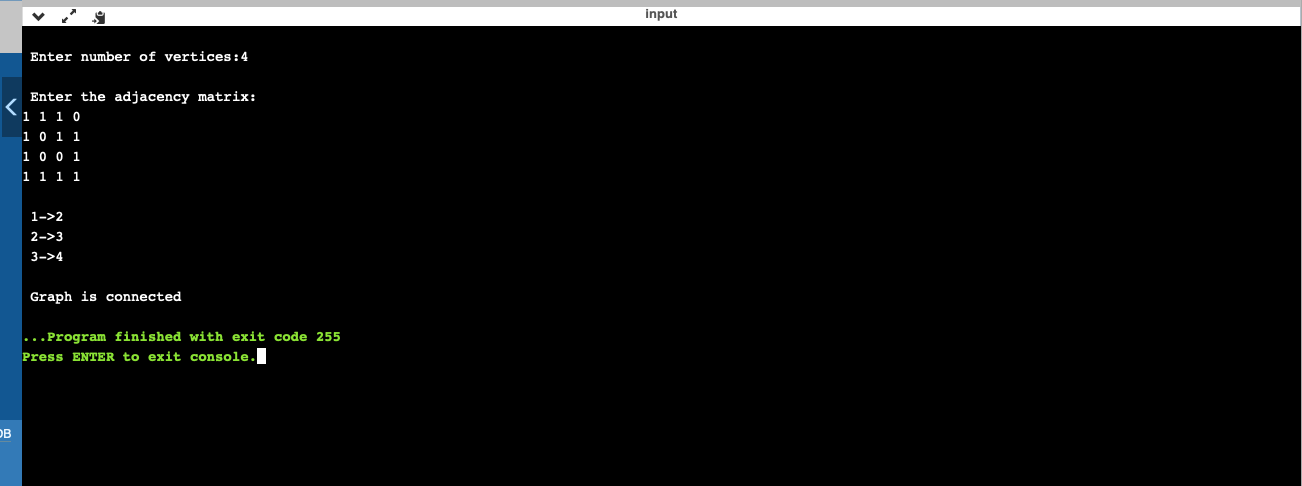 input
Enter number of vertices:4
Enter the adjacency matrix:
1 1 1 0
1 0 1 1
1 0 0 1
1 1 1 1
1->2
2->3
3->4
Graph is connected
...Program finished with exit code 255
Press ENTER to exit console.
DB